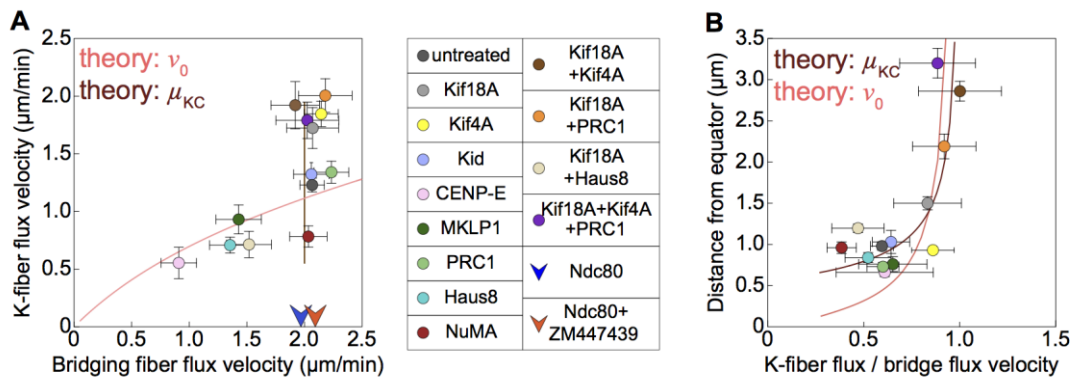 A
K-fiber flux velocity (μm/min)
2.5
2.0
1.5
1.0
0.5
0
theory: ν0
theory: μKC
0 0.5 1.0 1.5 2.0 2.5
Bridging fiber flux velocity (μm/min)
untreated
Kif18A
Kif4A
Kid
CENP-E
MKLP1
PRC1
Haus8
NuMA
Kif18A
+Kif4A
Kif18A
+PRC1
Kif18A
+Haus8
Kif18A+Kif4A
+PRC1
Ndc80
Ndc80+
ZM447439
B
Distance from equator (μm)
3.5
3.0
2.5
2.0
1.5
1.0
0.5
0
theory: μKC
theory: ν0
0 0.5 1.0 1.5
K-fiber flux / bridge flux velocity